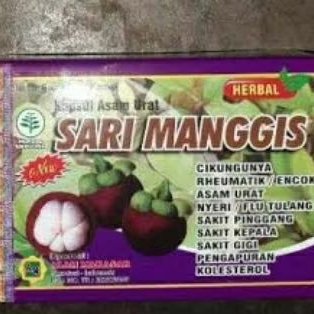 HERBAL
Kapsul Asam Urat
SARI MANGGIS
New
CIKUNGUNYA
RHEUMATIK / ENCOK
ASAM URAT
NYERI / FLU TULANG
SAKIT PINGGANG
SAKIT KEPALA
SAKIT GIGI
PENGAPURAN
KOLESTEROL